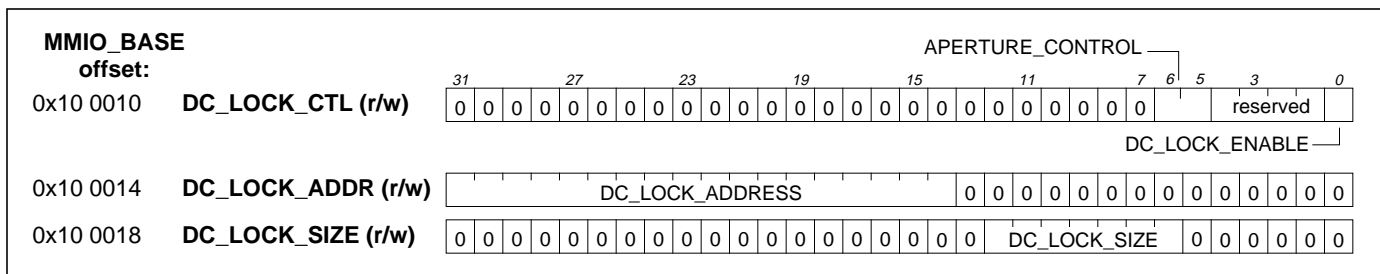 MMIO_BASE
offset:
APERTURE_CONTROL
31 27 23 19 15 11 7 6 5 3 0
0x10 0010 DC_LOCK_CTL (r/w) 0 0 0 0 0 0 0 0 0 0 0 0 0 0 0 0 0 0 0 0 0 0 0 0 0 reserved
DC_LOCK_ENABLE
0x10 0014 DC_LOCK_ADDR (r/w) DC_LOCK_ADDRESS 0 0 0 0 0 0 0 0 0 0 0 0 0 0
0x10 0018 DC_LOCK_SIZE (r/w) 0 0 0 0 0 0 0 0 0 0 0 0 0 0 0 0 0 0 0 DC_LOCK_SIZE 0 0 0 0 0 0